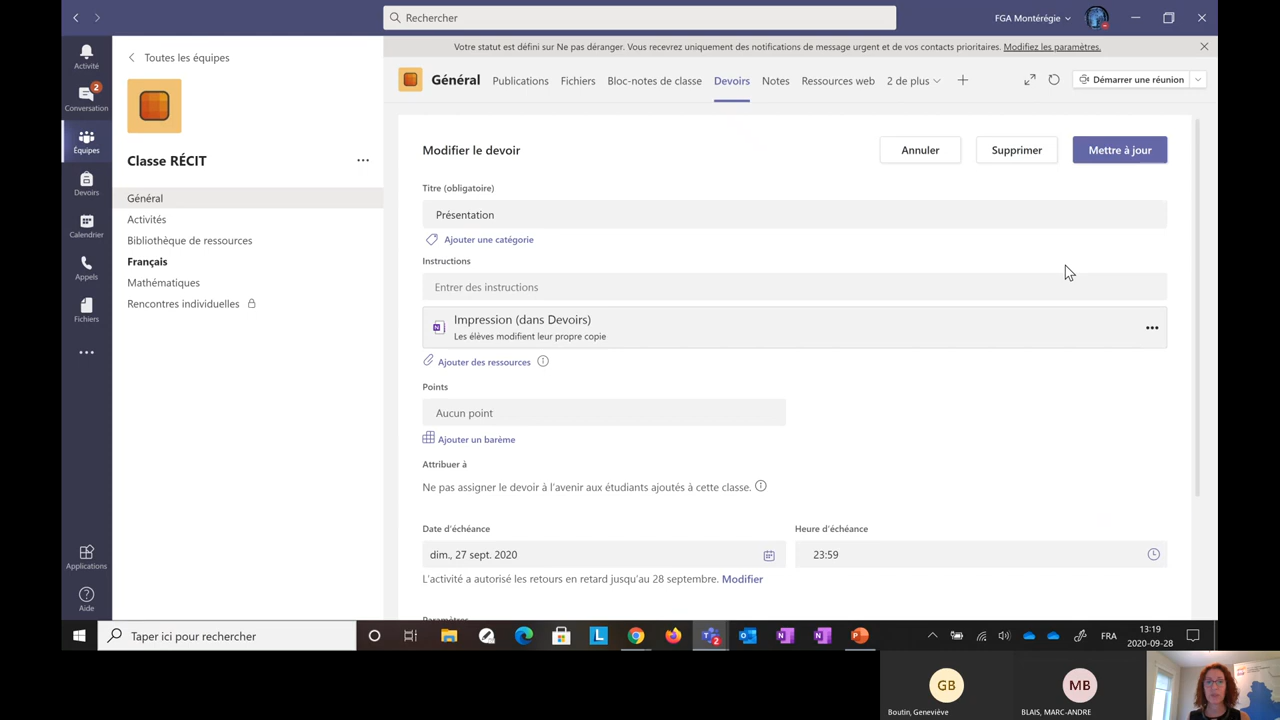 Rechercher
FGA Montérégie
Votre statut est défini sur Ne pas déranger. Vous recevrez uniquement des notifications de message urgent et de vos contacts prioritaires. Modifiez les paramètres.
Activité
2
Conversation
Équipes
Devoirs
Calendrier
Appels
Fichiers
Applications
Aide
Toutes les équipes
Classe RÉCIT
Général
Activités
Bibliothèque de ressources
Français
Mathématiques
Rencontres individuelles
Général Publications Fichiers Bloc-notes de classe Devoirs Notes Ressources web 2 de plus
Démarrer une réunion
Modifier le devoir
Annuler
Supprimer
Mettre à jour
Titre (obligatoire)
Présentation
Ajouter une catégorie
Instructions
Entrer des instructions
N
Impression (dans Devoirs)
Les élèves modifient leur propre copie
Ajouter des ressources
Points
Aucun point
Ajouter un barème
Attribuer à
Ne pas assigner le devoir à l'avenir aux étudiants ajoutés à cette classe.
Date d'échéance
Heure d'échéance
dim., 27 sept. 2020
23:59
L'activité a autorisé les retours en retard jusqu'au 28 septembre. Modifier
Paramètres
Taper ici pour rechercher
L
2
FRA
13:19
2020-09-28
GB
MB
Boutin, Geneviève
BLAIS, MARC-ANDRE